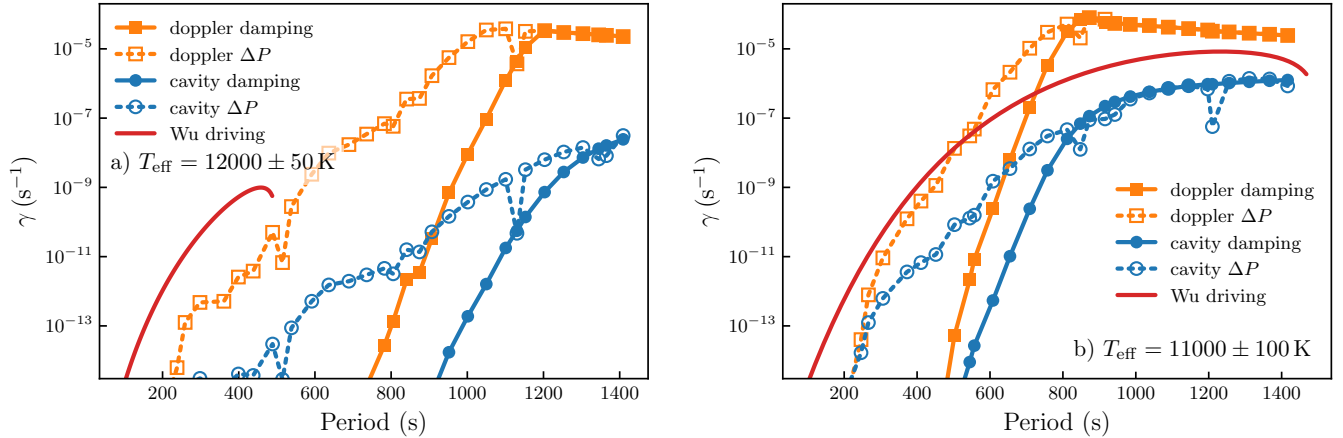 10⁻⁵
10⁻⁷
10⁻⁹
10⁻¹¹
10⁻¹³
γ (s⁻¹)
doppler damping
doppler ΔP
cavity damping
cavity ΔP
Wu driving
a) T_eff = 12000 ± 50 K
200 400 600 800 1000 1200 1400
Period (s)
10⁻⁵
10⁻⁷
10⁻⁹
10⁻¹¹
10⁻¹³
γ (s⁻¹)
doppler damping
doppler ΔP
cavity damping
cavity ΔP
Wu driving
b) T_eff = 11000 ± 100 K
200 400 600 800 1000 1200 1400
Period (s)